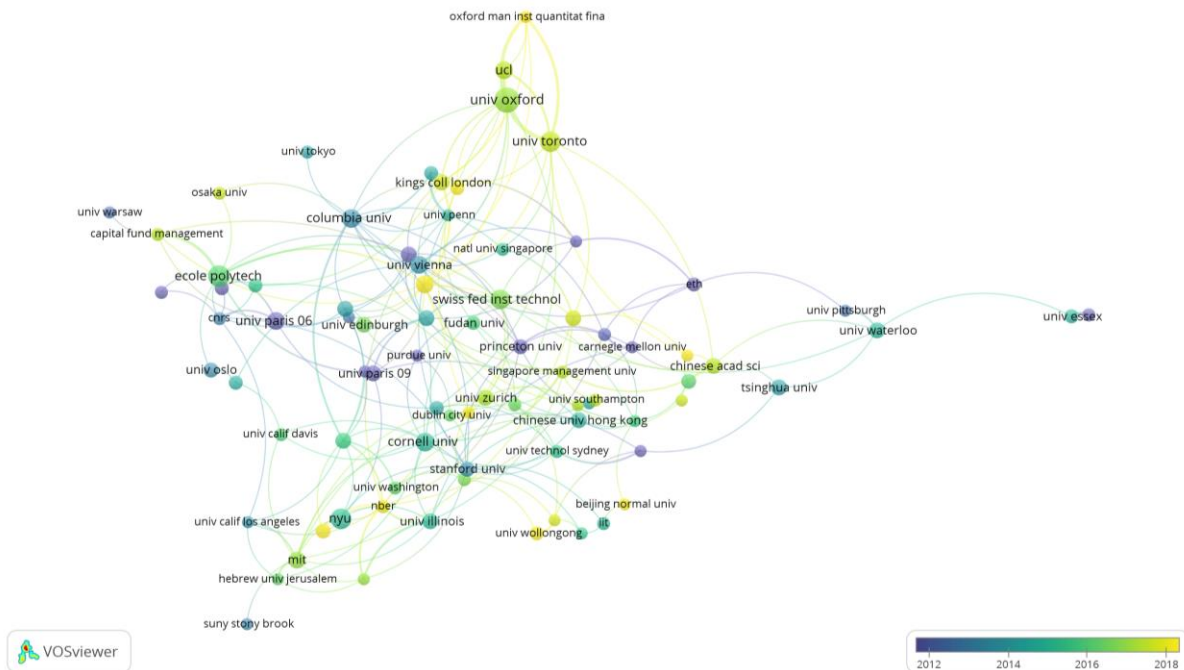 oxford man inst quantitat fina
ucl
univ oxford
univ toronto
univ tokyo
kings coll london
osaka univ
univ warsaw
columbia univ
univ penn
capital fund management
natl univ singapore
univ vienna
ecole polytech
eth
swiss fed inst technol
univ pittsburgh
cnrs
univ paris 06
univ edinburgh
fudan univ
univ essex
univ waterloo
princeton univ
carnegie mellon univ
purdue univ
chinese acad sci
univ oslo
univ paris 09
singapore management univ
tsinghua univ
univ zurich
univ southampton
dublin city univ
chinese univ hong kong
univ calif davis
cornell univ
univ technol sydney
stanford univ
univ washington
nber
beijing normal univ
univ calif los angeles
nyu
univ illinois
iit
univ wollongong
mit
hebrew univ jerusalem
suny stony brook
VOSviewer
2012 2014 2016 2018